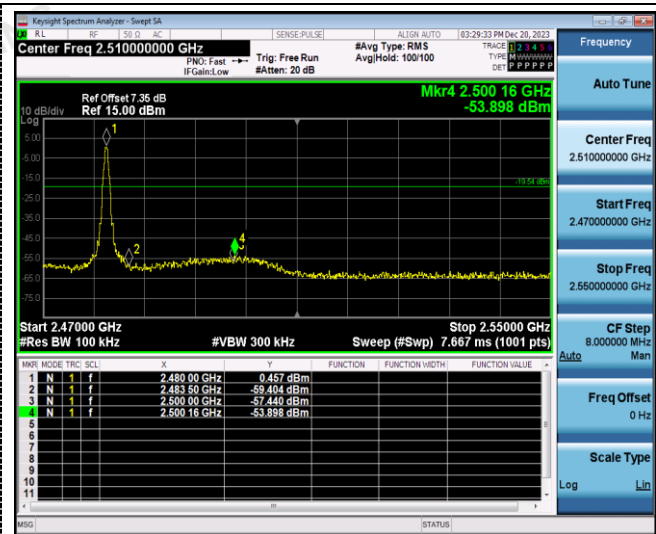 Keysight Spectrum Analyzer - Swept SA
RL RF 50 Ω AC SENSE:PULSE ALIGN AUTO 03:29:33 PM Dec 20, 2023
Center Freq 2.510000000 GHz #Avg Type: RMS TRACE 1 2 3 4 5 6
PNO: Fast Trig: Free Run Avg|Hold: 100/100 TYPE M WWWWW
IFGain:Low #Atten: 20 dB DET P P P P P P
Ref Offset 7.35 dB Mkr4 2.500 16 GHz
10 dB/div Ref 15.00 dBm -53.898 dBm
Log
1
5.00
-5.00
-15.0
-19.54 dBm
-25.0
-35.0
-45.0
4
2
-55.0
-65.0
-75.0
Start 2.47000 GHz Stop 2.55000 GHz
#Res BW 100 kHz #VBW 300 kHz Sweep (#Swp) 7.667 ms (1001 pts)
MKR MODE TRC SCL X Y FUNCTION FUNCTION WIDTH FUNCTION VALUE
1 N 1 f 2.480 00 GHz 0.457 dBm
2 N 1 f 2.483 50 GHz -59.404 dBm
3 N 1 f 2.500 00 GHz -57.440 dBm
4 N 1 f 2.500 16 GHz -53.898 dBm
5
6
7
8
9
10
11
MSG STATUS
Frequency
Auto Tune
Center Freq
2.510000000 GHz
Start Freq
2.470000000 GHz
Stop Freq
2.550000000 GHz
CF Step
8.000000 MHz
Auto Man
Freq Offset
0 Hz
Scale Type
Log Lin